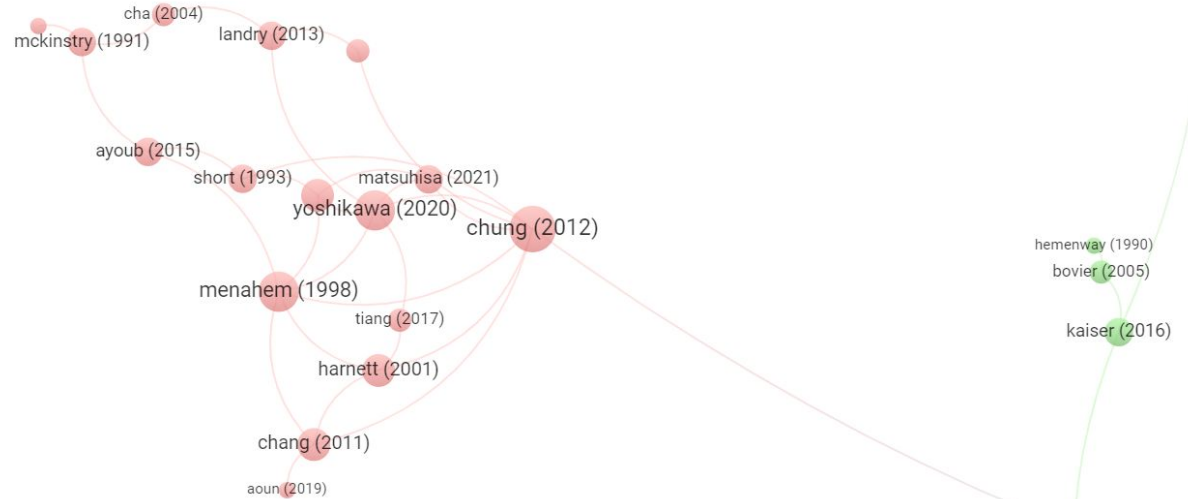 cha (2004)
landry (2013)
mckinstry (1991)
ayoub (2015)
short (1993)
matsuhisa (2021)
yoshikawa (2020)
chung (2012)
hemenway (1990)
bovier (2005)
menahem (1998)
tiang (2017)
kaiser (2016)
harnett (2001)
chang (2011)
aoun (2019)